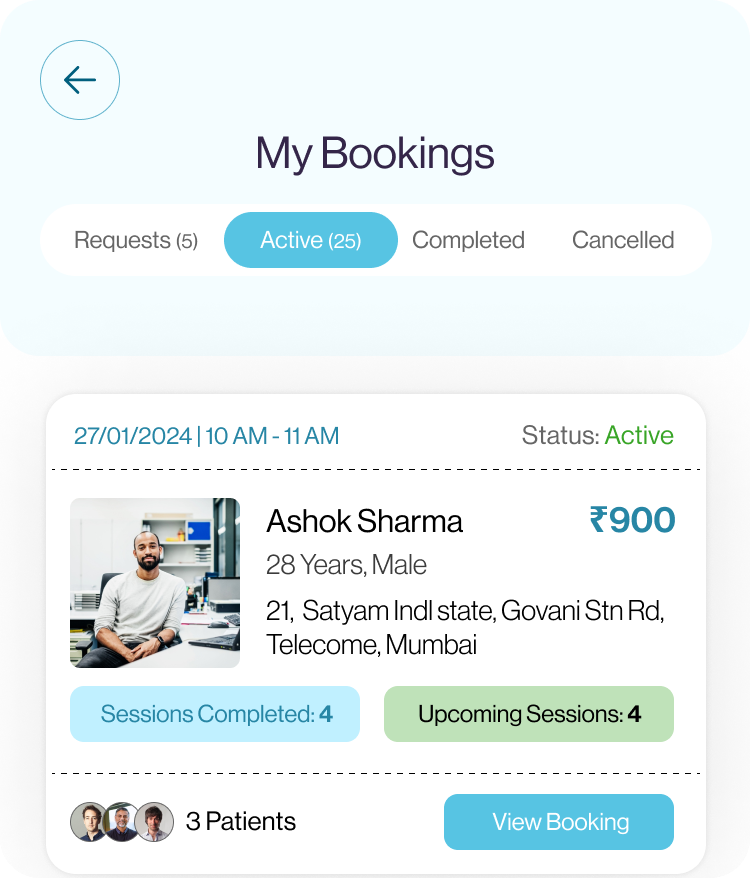 My Bookings
Requests (5) Active (25) Completed Cancelled
27/01/2024 | 10 AM - 11 AM Status: Active
Ashok Sharma ₹900
28 Years, Male
21, Satyam Indl state, Govani Stn Rd,
Telecome, Mumbai
Sessions Completed: 4 Upcoming Sessions: 4
3 Patients View Booking